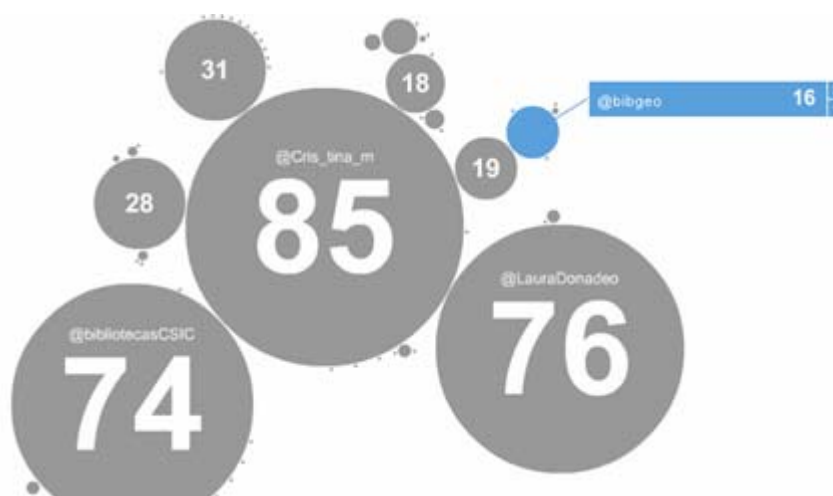 31
18
@bibgeo 16
19
28
@Cris_tina_m
85
@LauraDonadeo
76
@bibliotecasCSIC
74